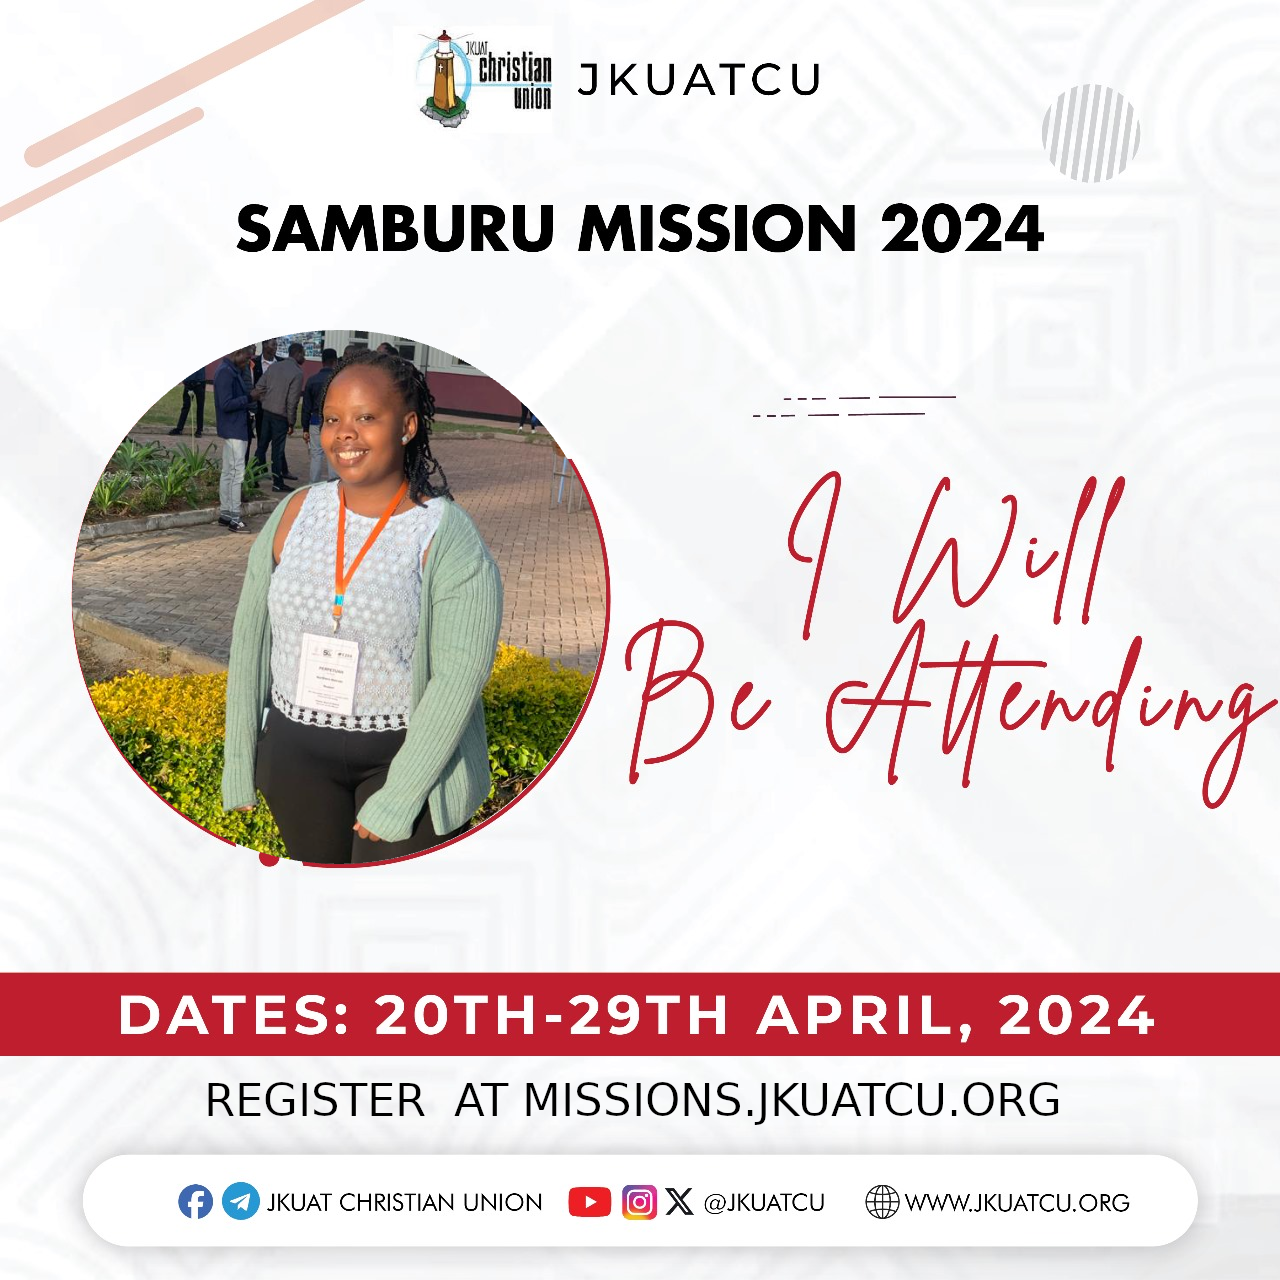 JKUAT
christian
union
JKUATCU
SAMBURU MISSION 2024
I Will
Be Attending
DATES: 20TH-29TH APRIL, 2024
REGISTER AT MISSIONS.JKUATCU.ORG
JKUAT CHRISTIAN UNION @JKUATCU WWW.JKUATCU.ORG